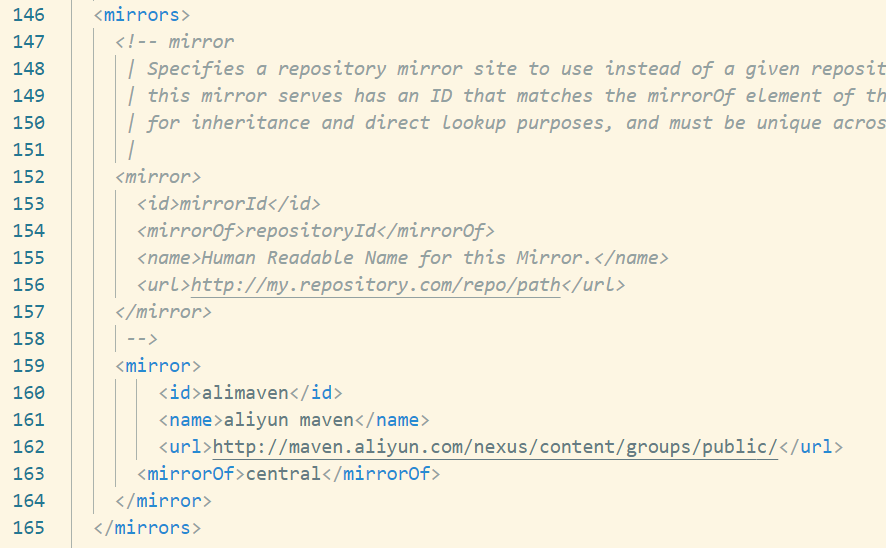 146 <mirrors>
147 <!-- mirror
148 | Specifies a repository mirror site to use instead of a given reposit
149 | this mirror serves has an ID that matches the mirrorOf element of th
150 | for inheritance and direct lookup purposes, and must be unique acros
151 |
152 <mirror>
153 <id>mirrorId</id>
154 <mirrorOf>repositoryId</mirrorOf>
155 <name>Human Readable Name for this Mirror.</name>
156 <url>http://my.repository.com/repo/path</url>
157 </mirror>
158 -->
159 <mirror>
160 <id>alimaven</id>
161 <name>aliyun maven</name>
162 <url>http://maven.aliyun.com/nexus/content/groups/public/</url>
163 <mirrorOf>central</mirrorOf>
164 </mirror>
165 </mirrors>